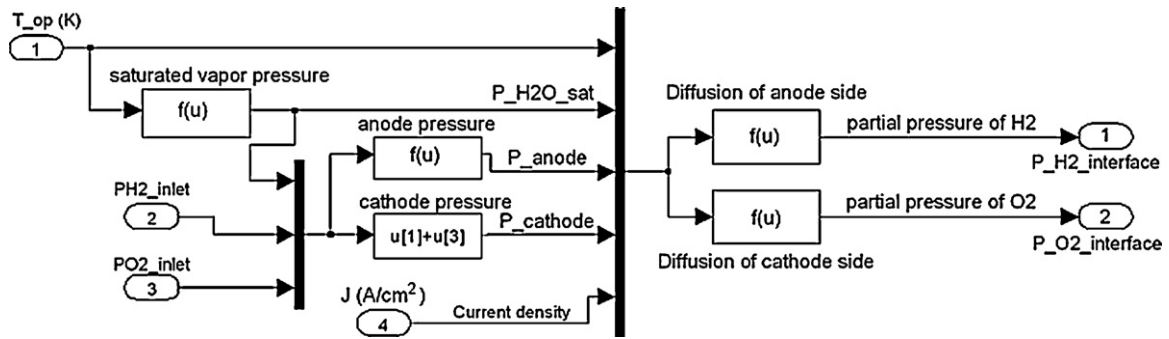 T_op (K)
1
saturated vapor pressure
f(u)
P_H2O_sat
anode pressure
f(u)
P_anode
PH2_inlet
2
cathode pressure
u[1]+u[3]
P_cathode
PO2_inlet
3
J (A/cm²)
4
Current density
Diffusion of anode side
f(u)
partial pressure of H2
1
P_H2_interface
f(u)
partial pressure of O2
2
P_O2_interface
Diffusion of cathode side